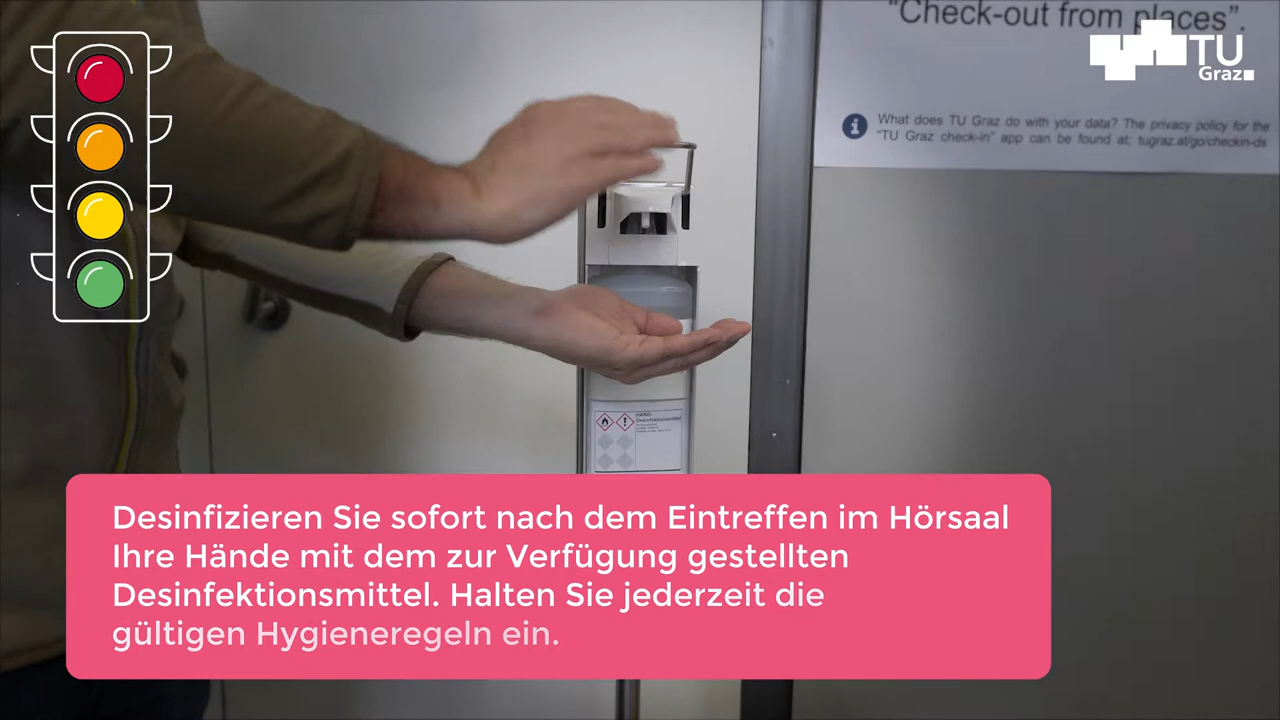 “Check-out from places”.
TU
Graz
What does TU Graz do with your data? The privacy policy for the
“TU Graz check-in” app can be found at: tugraz.at/go/checkin-ds
HAND-
Desinfektionsmittel
Desinfizieren Sie sofort nach dem Eintreffen im Hörsaal
Ihre Hände mit dem zur Verfügung gestellten
Desinfektionsmittel. Halten Sie jederzeit die
gültigen Hygieneregeln ein.